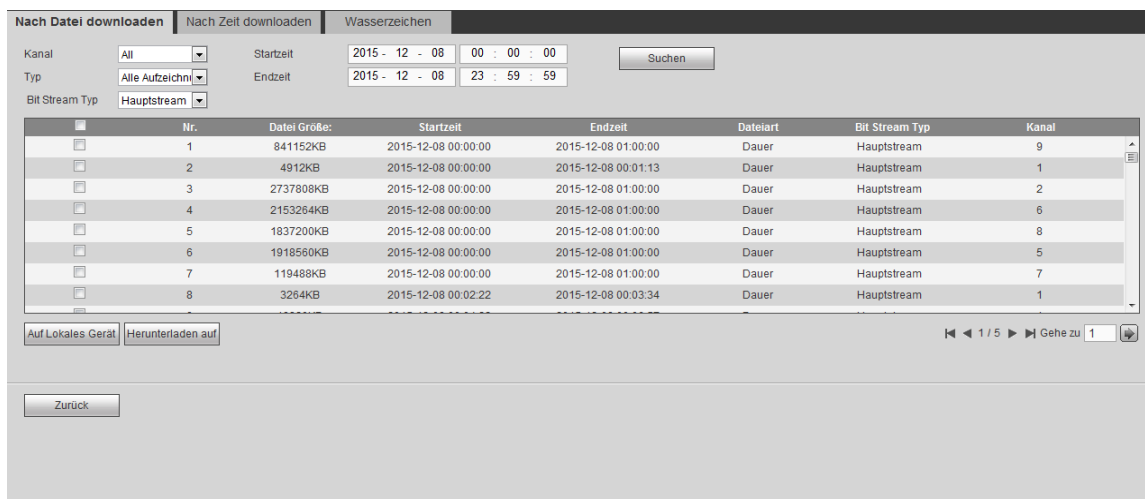 Nach Datei downloaden Nach Zeit downloaden Wasserzeichen
Kanal All Startzeit 2015 - 12 - 08 00 : 00 : 00 Suchen
Typ Alle Aufzeichnu Endzeit 2015 - 12 - 08 23 : 59 : 59
Bit Stream Typ Hauptstream
Nr. Datei Größe: Startzeit Endzeit Dateiart Bit Stream Typ Kanal
1 841152KB 2015-12-08 00:00:00 2015-12-08 01:00:00 Dauer Hauptstream 9
2 4912KB 2015-12-08 00:00:00 2015-12-08 00:01:13 Dauer Hauptstream 1
3 2737808KB 2015-12-08 00:00:00 2015-12-08 01:00:00 Dauer Hauptstream 2
4 2153264KB 2015-12-08 00:00:00 2015-12-08 01:00:00 Dauer Hauptstream 6
5 1837200KB 2015-12-08 00:00:00 2015-12-08 01:00:00 Dauer Hauptstream 8
6 1918560KB 2015-12-08 00:00:00 2015-12-08 01:00:00 Dauer Hauptstream 5
7 119488KB 2015-12-08 00:00:00 2015-12-08 01:00:00 Dauer Hauptstream 7
8 3264KB 2015-12-08 00:02:22 2015-12-08 00:03:34 Dauer Hauptstream 1
Auf Lokales Gerät Herunterladen auf 1 / 5 Gehe zu 1
Zurück